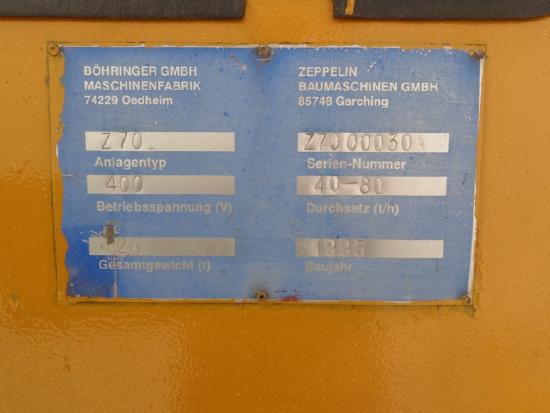 BÖHRINGER GMBH
MASCHINENFABRIK
74229 Oedheim
ZEPPELIN
BAUMASCHINEN GMBH
85748 Garching
Z70
Anlagentyp
Z7000030
Serien-Nummer
400
Betriebsspannung (V)
40-80
Durchsatz (t/h)
20
Gesamtgewicht (t)
1995
Baujahr